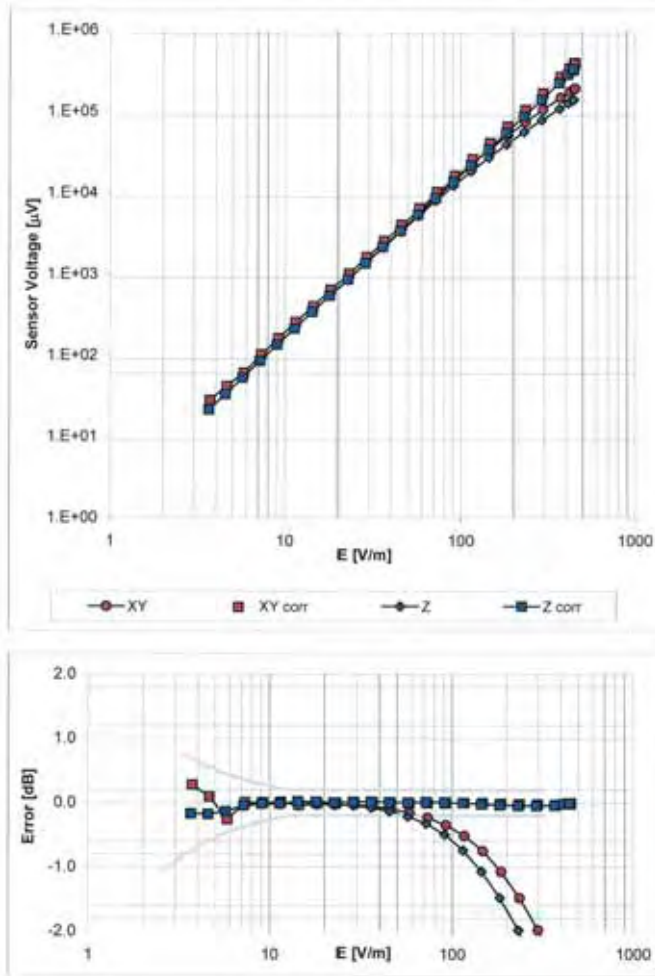 1.E+06
1.E+05
1.E+04
1.E+03
1.E+02
1.E+01
1.E+00
Sensor Voltage [µV]
1 10 100 1000
E [V/m]
XY XY corr Z Z corr
2.0
1.0
0.0
-1.0
-2.0
Error [dB]
1 10 100 1000
E [V/m]